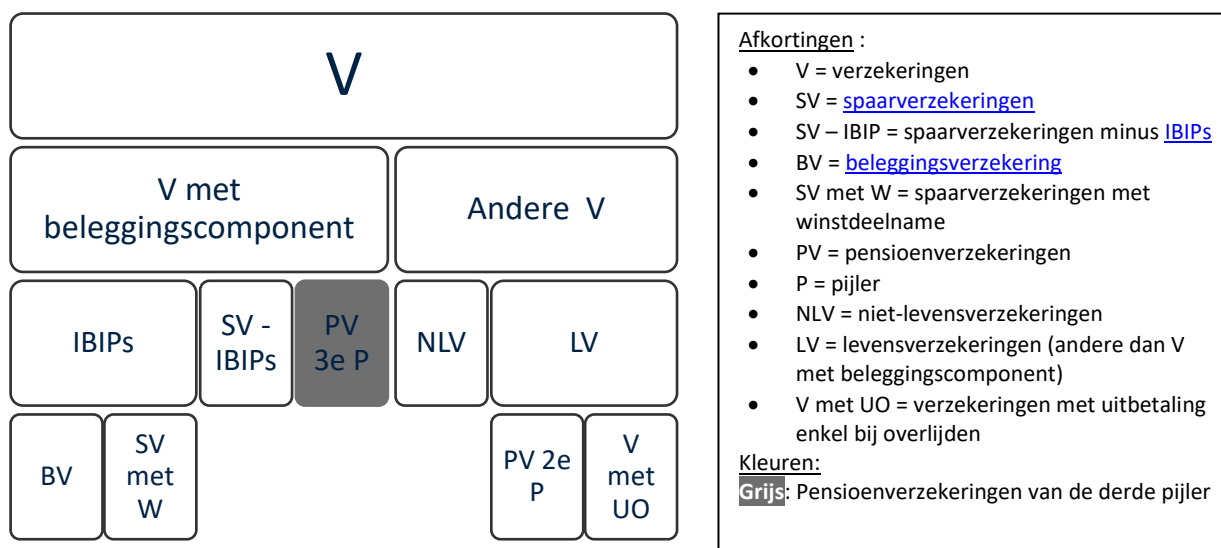 V
V met
beleggingscomponent
Andere V
IBIPs
SV -
IBIPs
PV
3e P
NLV
LV
BV
SV
met
W
PV 2e
P
V
met
UO
Afkortingen :
• V = verzekeringen
• SV = spaarverzekeringen
• SV – IBIP = spaarverzekeringen minus IBIPs
• BV = beleggingsverzekering
• SV met W = spaarverzekeringen met
winstdeelname
• PV = pensioenverzekeringen
• P = pijler
• NLV = niet-levensverzekeringen
• LV = levensverzekeringen (andere dan V
met beleggingscomponent)
• V met UO = verzekeringen met uitbetaling
enkel bij overlijden
Kleuren:
Grijs: Pensioenverzekeringen van de derde pijler